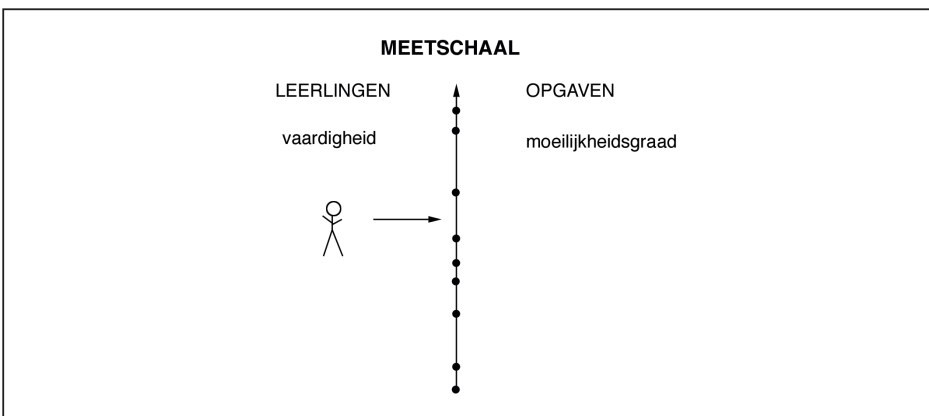 MEETSCHAAL
LEERLINGEN
OPGAVEN
vaardigheid
moeilijkheidsgraad